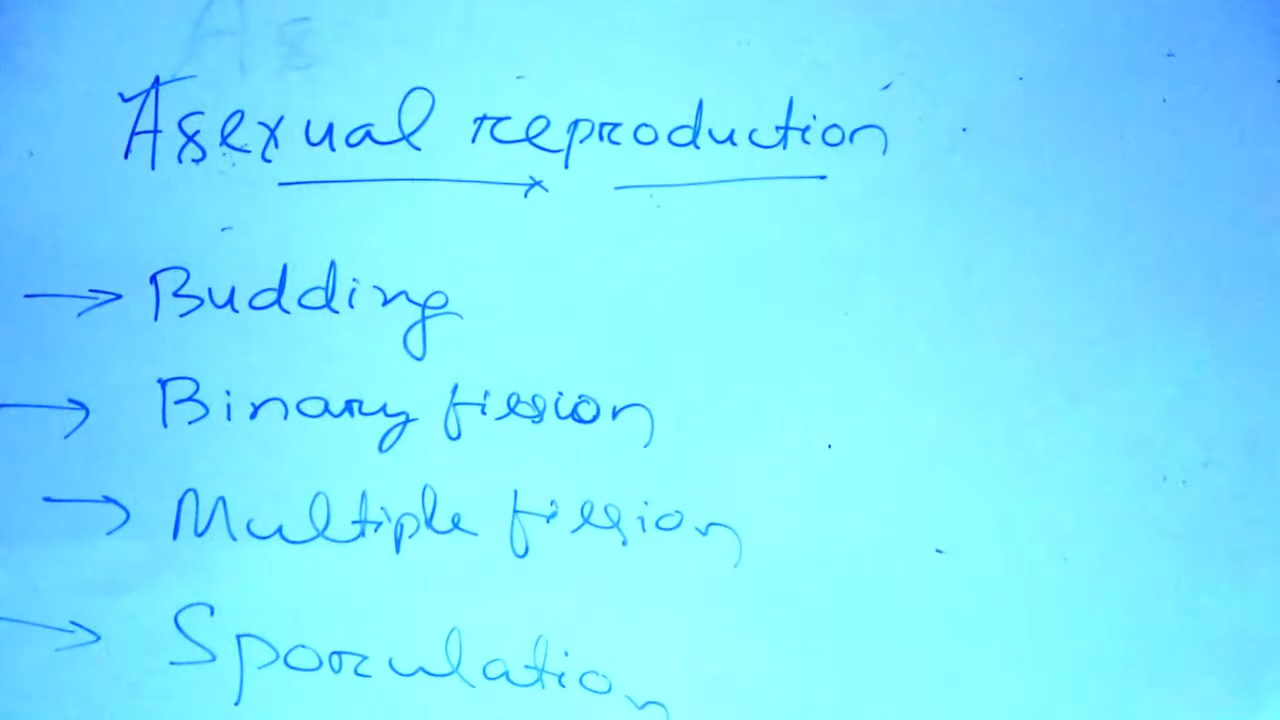 Asexual reproduction
→ Budding
→ Binary fission
→ Multiple fission
→ Sporulation